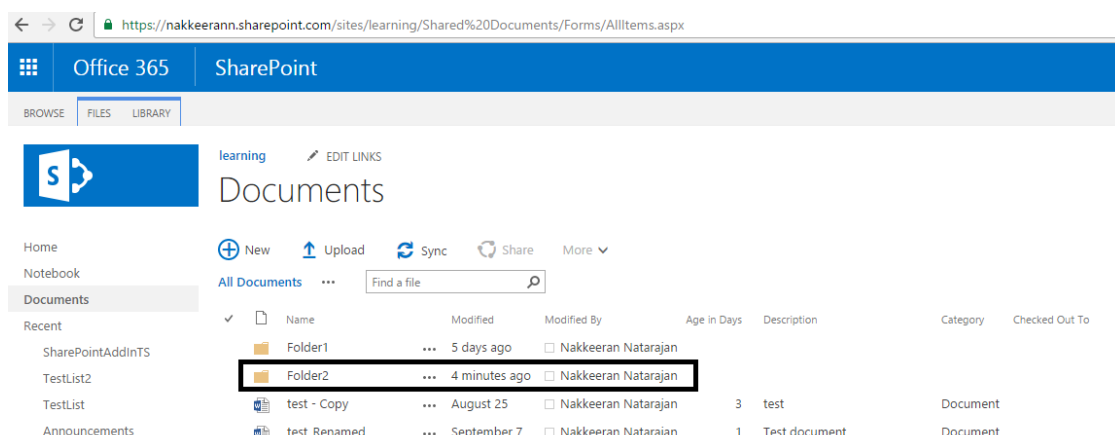 https://nakkeerann.sharepoint.com/sites/learning/Shared%20Documents/Forms/AllItems.aspx
Office 365 SharePoint
BROWSE FILES LIBRARY
S
learning EDIT LINKS
Documents
Home
Notebook
Documents
Recent
SharePointAddInTS
TestList2
TestList
Announcements
New Upload Sync Share More
All Documents ... Find a file
Name Modified Modified By Age in Days Description Category Checked Out To
Folder1 ... 5 days ago Nakkeeran Natarajan
Folder2 ... 4 minutes ago Nakkeeran Natarajan
test - Copy ... August 25 Nakkeeran Natarajan 3 test Document
test_Renamed ... September 7 Nakkeeran Natarajan 1 Test document Document